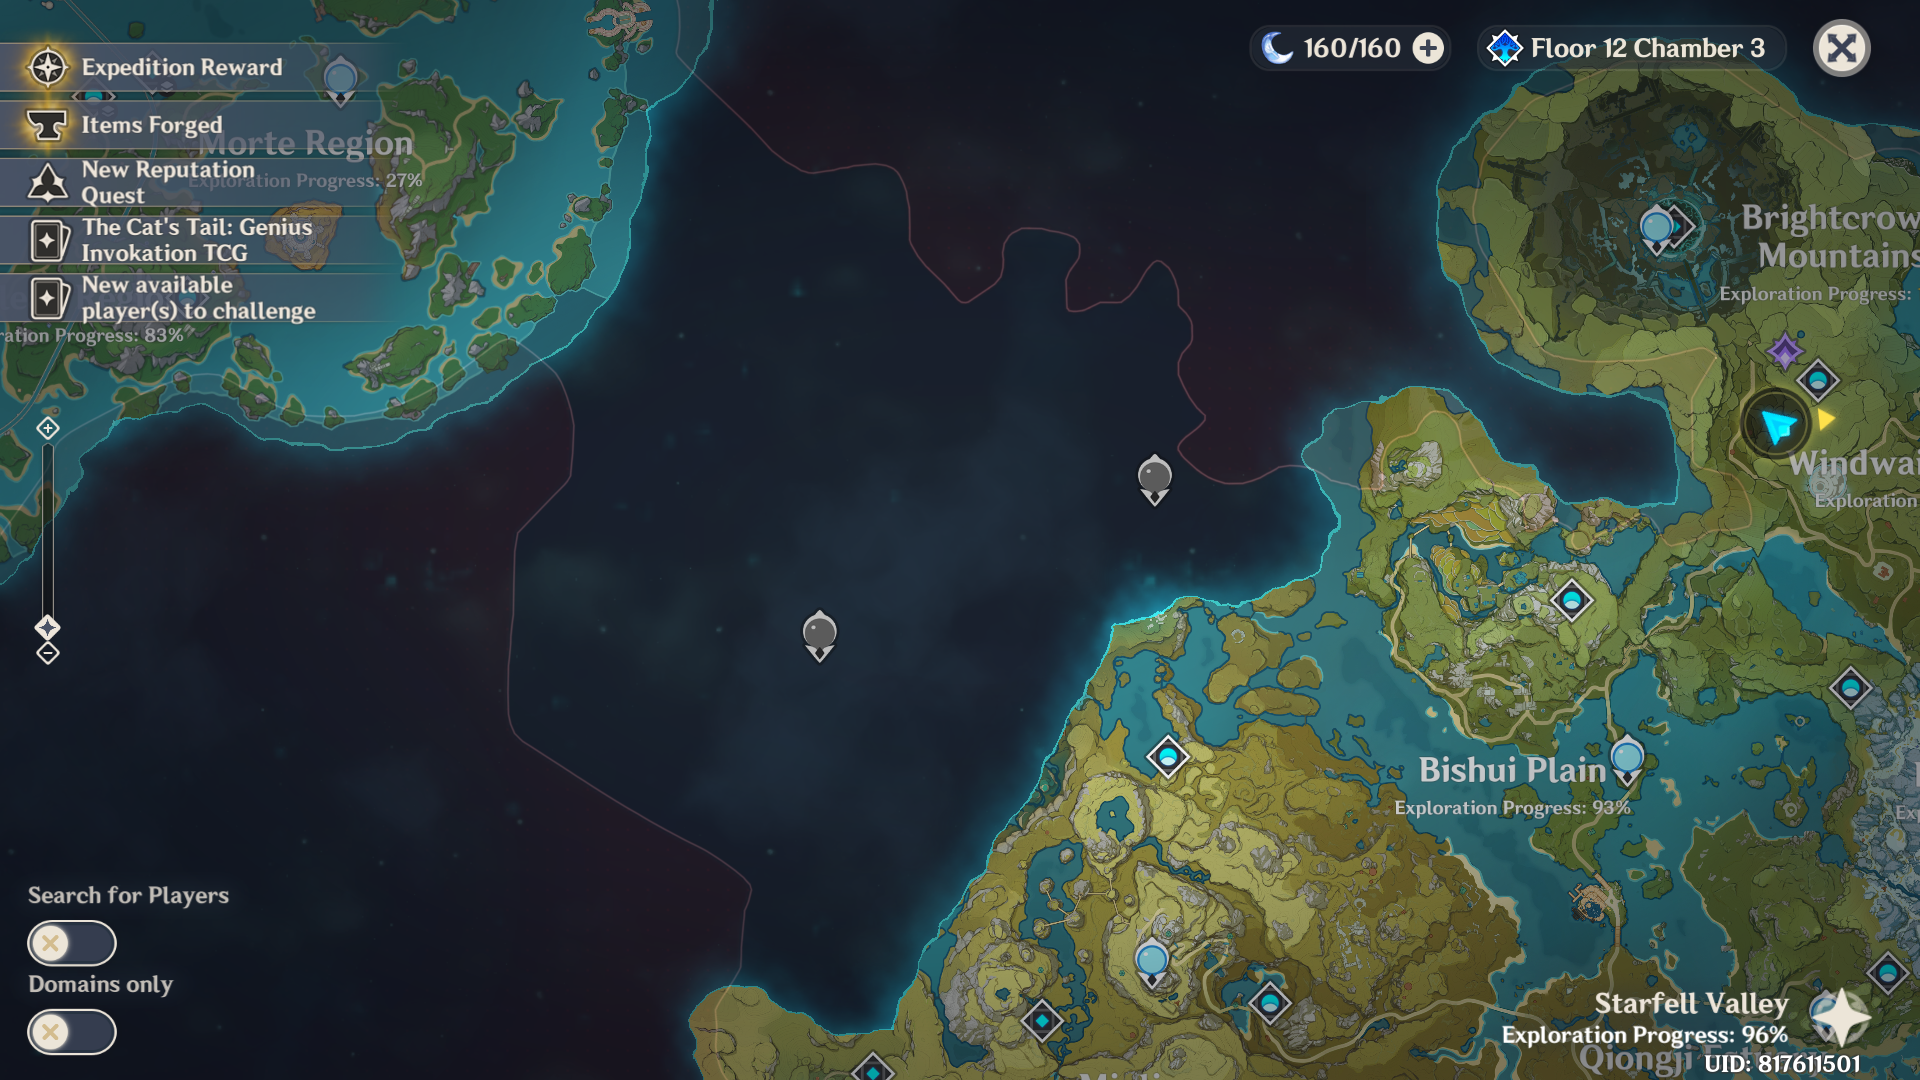 160/160
Floor 12 Chamber 3
Expedition Reward
Items Forged
Morte Region
New Reputation
Quest
Exploration Progress: 27%
The Cat's Tail: Genius
Invokation TCG
New available
player(s) to challenge
ration Progress: 83%
Brightcrow
Mountains
Exploration Progress:
Windwai
Exploration
Bishui Plain
Exploration Progress: 93%
Search for Players
Domains only
Starfell Valley
Exploration Progress: 96%
Qiongji
UID: 817611501